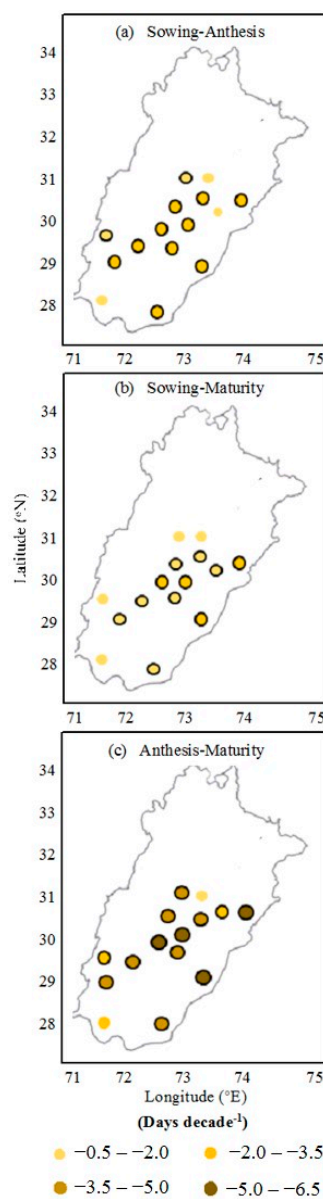 (a) Sowing-Anthesis
34
33
32
31
30
29
28
71 72 73 74 75
(b) Sowing-Maturity
34
33
32
31
30
29
28
Latitude (°N)
71 72 73 74 75
(c) Anthesis-Maturity
34
33
32
31
30
29
28
71 72 73 74 75
Longitude (°E)
(Days decade⁻¹)
−0.5 – −2.0 −2.0 – −3.5
−3.5 – −5.0 −5.0 – −6.5